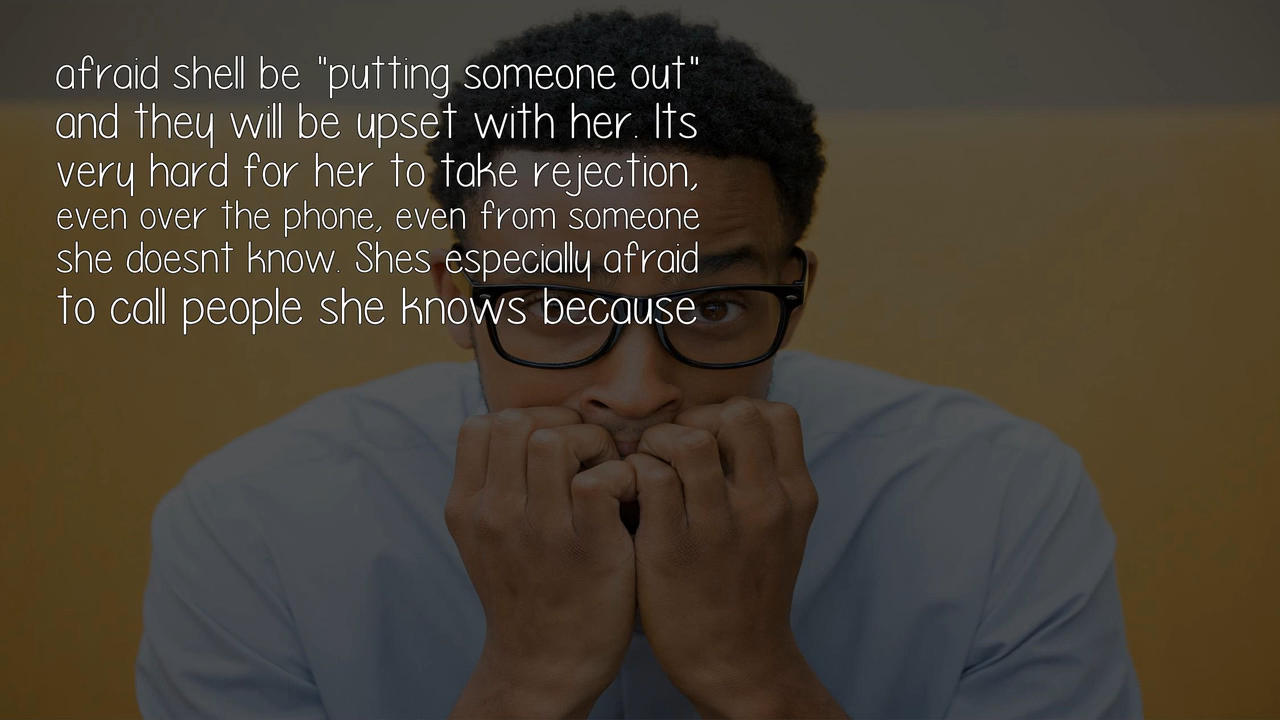 afraid shell be "putting someone out"
and they will be upset with her. Its
very hard for her to take rejection,
even over the phone, even from someone
she doesnt know. Shes especially afraid
to call people she knows because